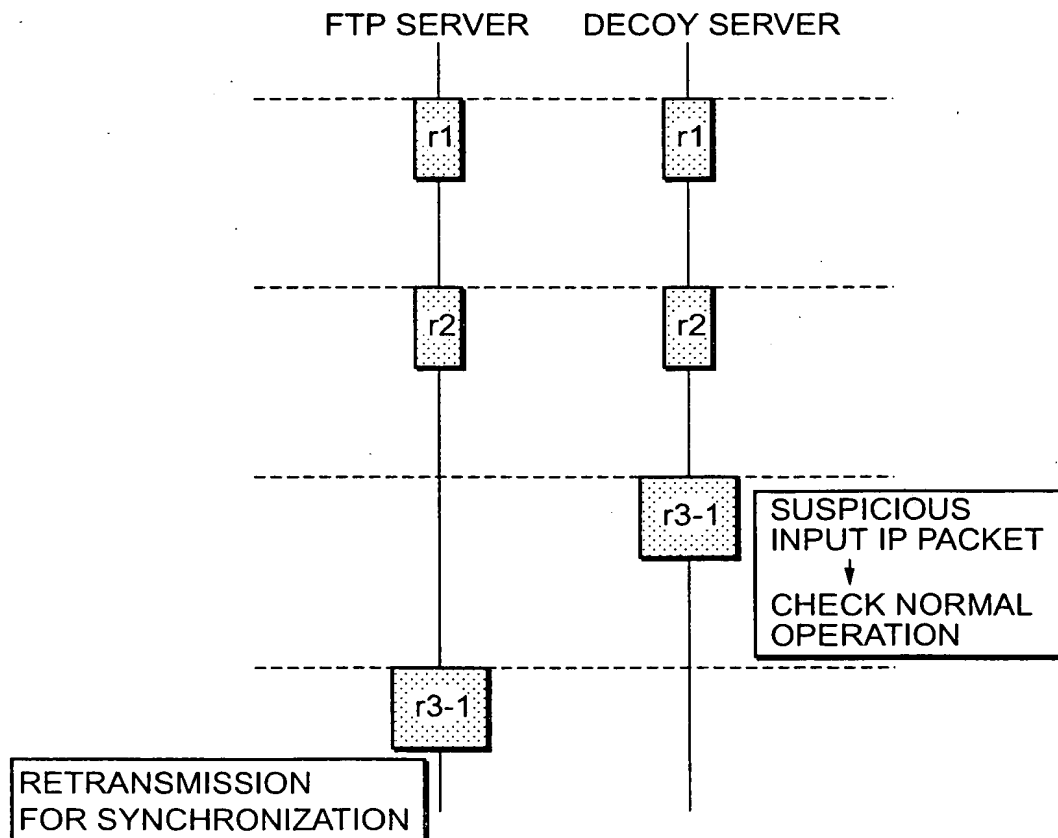 FTP SERVER DECOY SERVER
r1 r1
r2 r2
r3-1
SUSPICIOUS
INPUT IP PACKET
↓
CHECK NORMAL
OPERATION
r3-1
RETRANSMISSION
FOR SYNCHRONIZATION